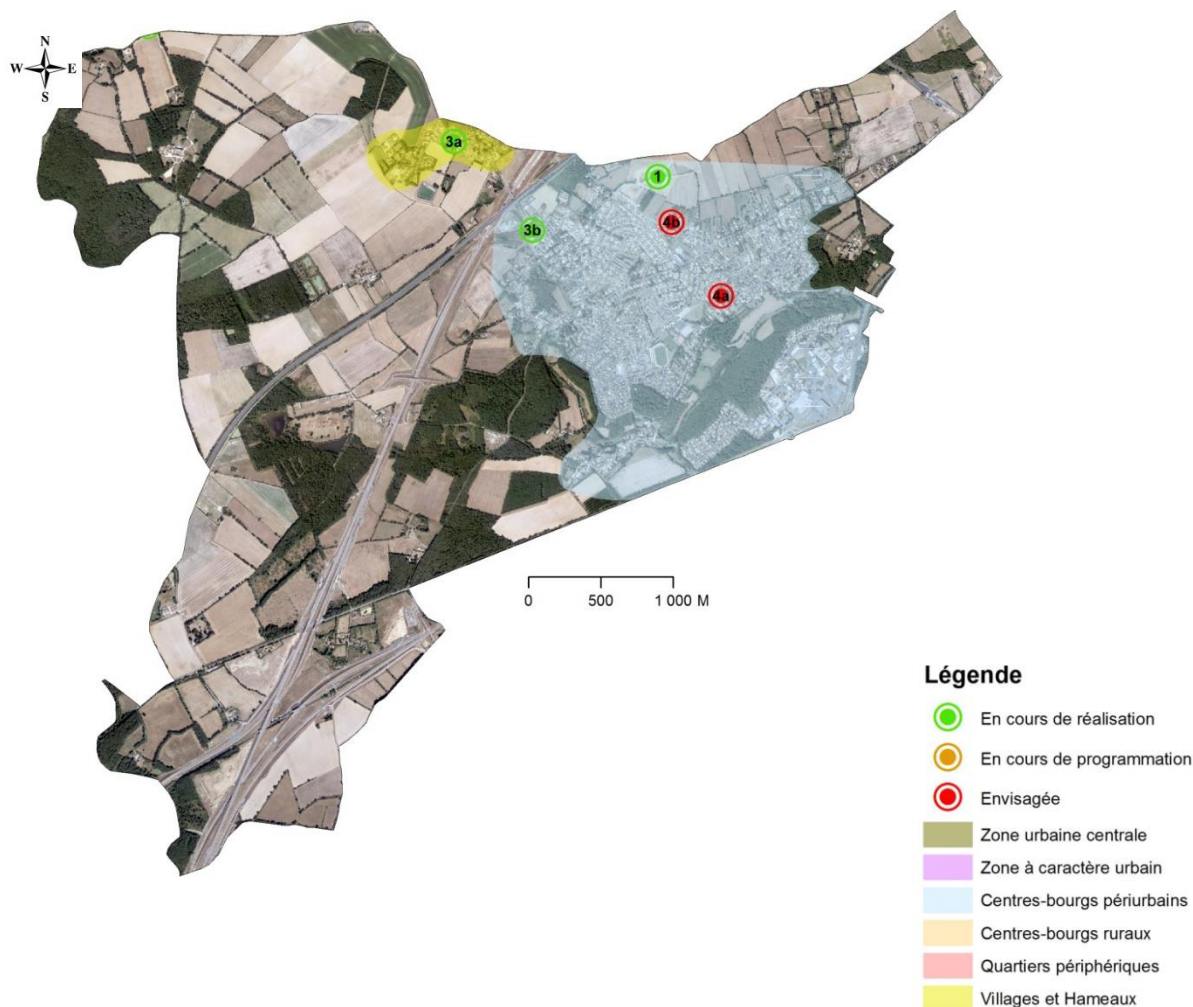 N
W E
S
3a
1
3b
4b
4a
0 500 1 000 M
Légende
En cours de réalisation
En cours de programmation
Envisagée
Zone urbaine centrale
Zone à caractère urbain
Centres-bourgs périurbains
Centres-bourgs ruraux
Quartiers périphériques
Villages et Hameaux